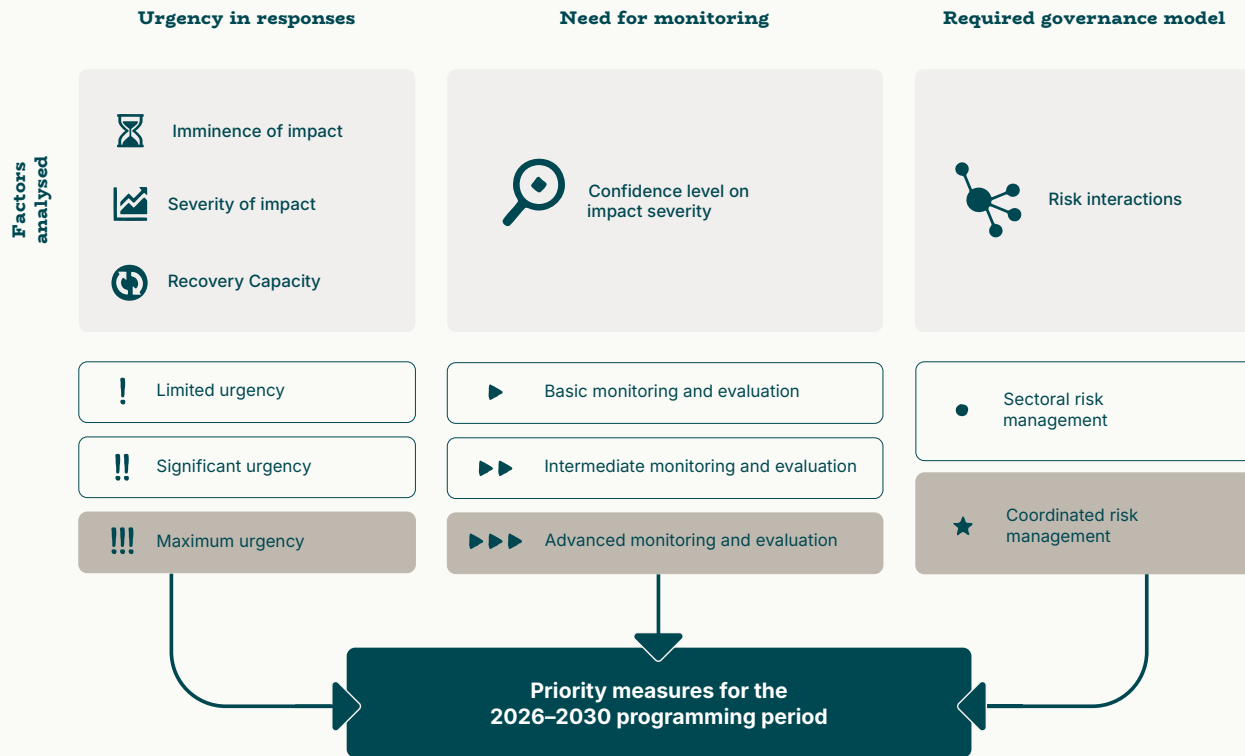 Urgency in responses
Need for monitoring
Required governance model
Factors
analysed
Imminence of impact
Severity of impact
Recovery Capacity
Confidence level on
impact severity
Risk interactions
Limited urgency
Significant urgency
Maximum urgency
Basic monitoring and evaluation
Intermediate monitoring and evaluation
Advanced monitoring and evaluation
Sectoral risk
management
Coordinated risk
management
Priority measures for the
2026–2030 programming period